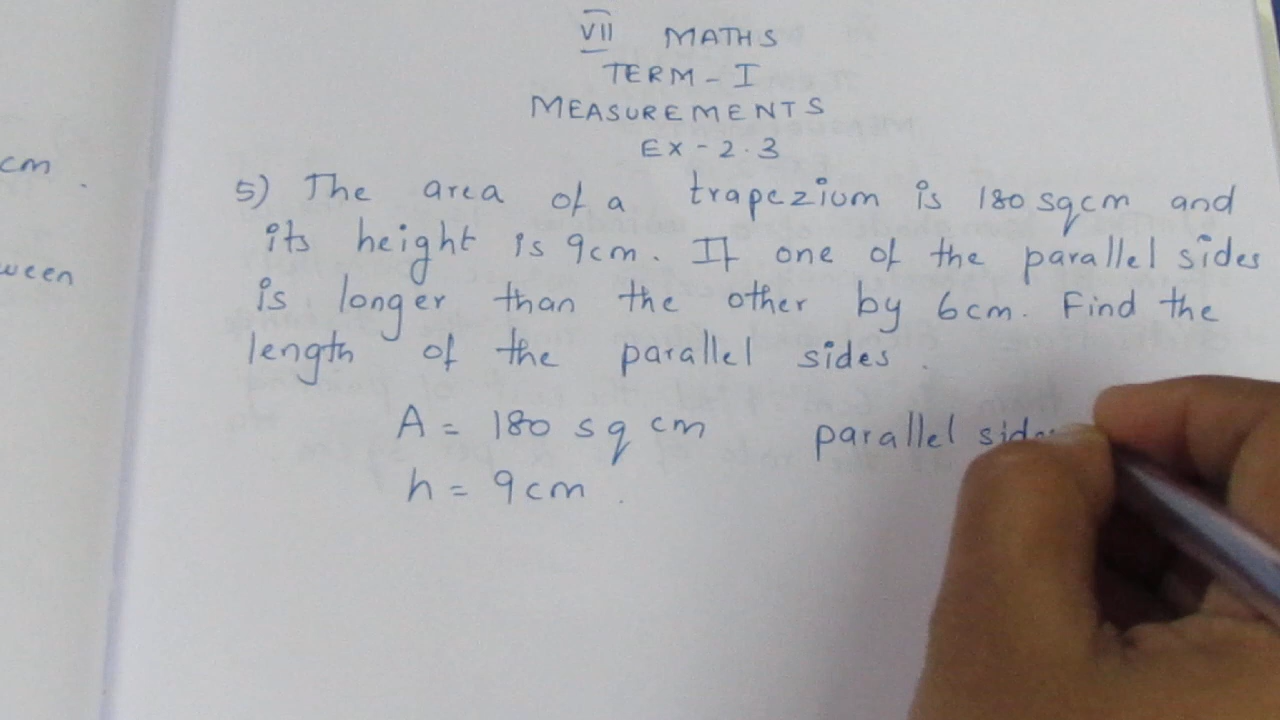 VII MATHS
TERM - I
MEASUREMENTS
EX - 2.3
cm.
5) The area of a trapezium is 180 sqcm and
its height is 9cm. If one of the parallel sides
ween
is longer than the other by 6cm. Find the
length of the parallel sides.
A = 180 sq cm parallel
h = 9cm.